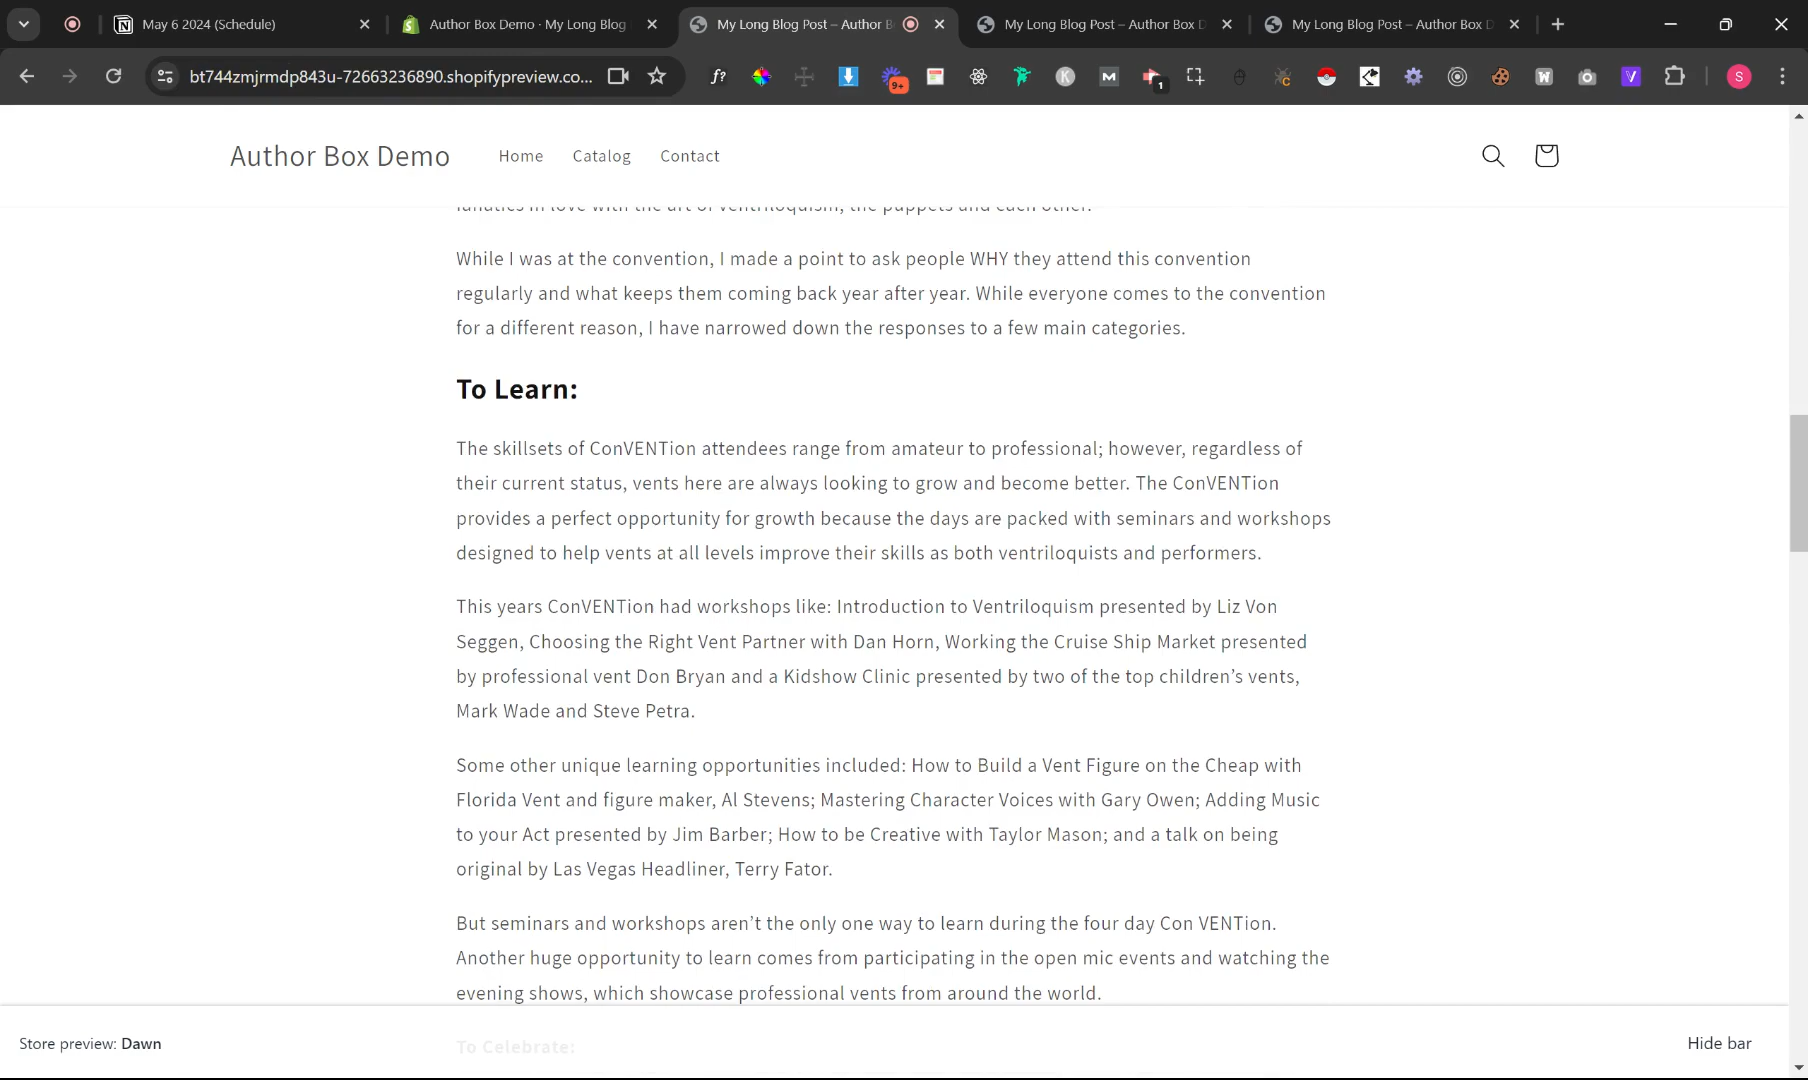 May 6 2024 (Schedule)
Author Box Demo · My Long Blog
My Long Blog Post – Author B
My Long Blog Post – Author Box D
My Long Blog Post – Author Box D
bt744zmjrmdp843u-72663236890.shopifypreview.co...
f?
9+
K
M
1
C
W
V
S
Author Box Demo
Home
Catalog
Contact
fanatics in love with the art of ventriloquism, the puppets and each other.
While I was at the convention, I made a point to ask people WHY they attend this convention
regularly and what keeps them coming back year after year. While everyone comes to the convention
for a different reason, I have narrowed down the responses to a few main categories.
To Learn:
The skillsets of ConVENTion attendees range from amateur to professional; however, regardless of
their current status, vents here are always looking to grow and become better. The ConVENTion
provides a perfect opportunity for growth because the days are packed with seminars and workshops
designed to help vents at all levels improve their skills as both ventriloquists and performers.
This years ConVENTion had workshops like: Introduction to Ventriloquism presented by Liz Von
Seggen, Choosing the Right Vent Partner with Dan Horn, Working the Cruise Ship Market presented
by professional vent Don Bryan and a Kidshow Clinic presented by two of the top children’s vents,
Mark Wade and Steve Petra.
Some other unique learning opportunities included: How to Build a Vent Figure on the Cheap with
Florida Vent and figure maker, Al Stevens; Mastering Character Voices with Gary Owen; Adding Music
to your Act presented by Jim Barber; How to be Creative with Taylor Mason; and a talk on being
original by Las Vegas Headliner, Terry Fator.
But seminars and workshops aren’t the only one way to learn during the four day Con VENTion.
Another huge opportunity to learn comes from participating in the open mic events and watching the
evening shows, which showcase professional vents from around the world.
To Celebrate:
Store preview: Dawn
Hide bar